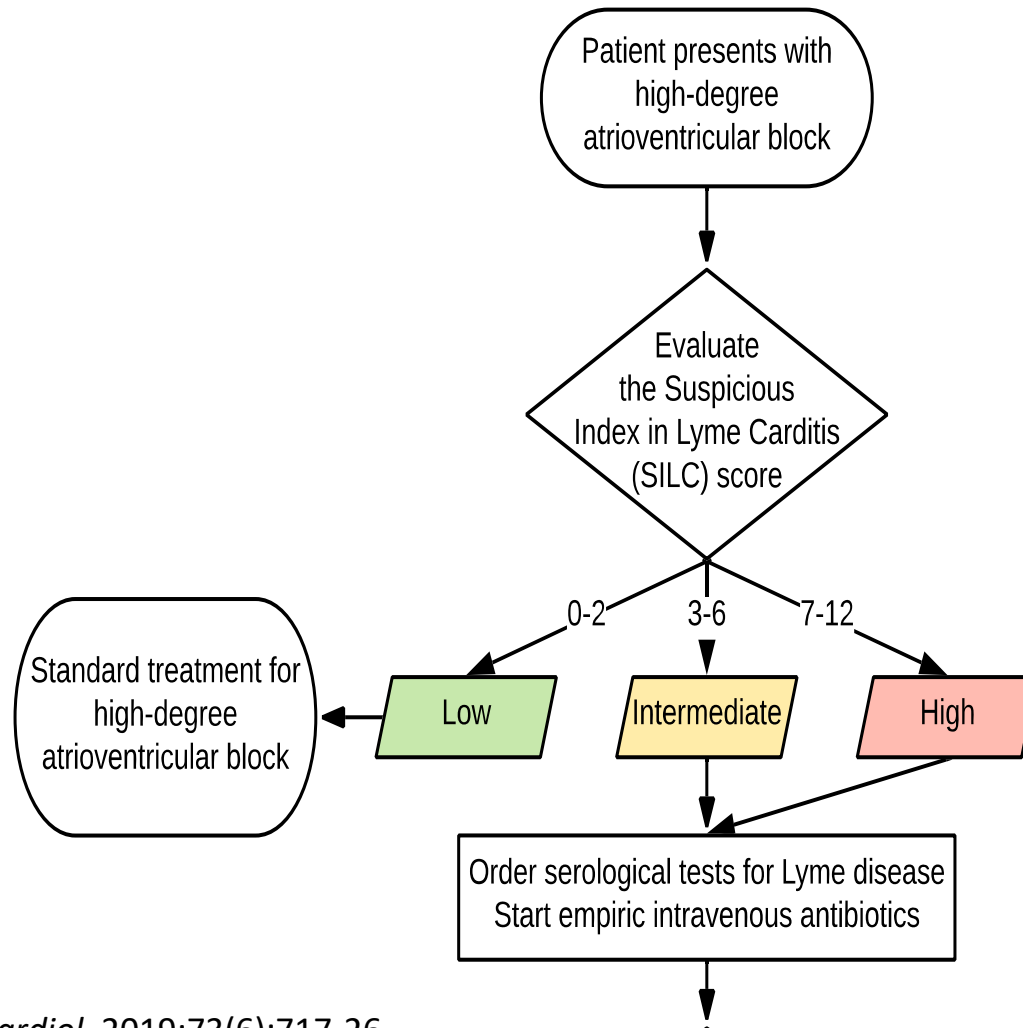 Patient presents with
high-degree
atrioventricular block
Evaluate
the Suspicious
Index in Lyme Carditis
(SILC) score
0-2
3-6
7-12
Low
Intermediate
High
Standard treatment for
high-degree
atrioventricular block
Order serological tests for Lyme disease
Start empiric intravenous antibiotics
2019;73(6):717-26